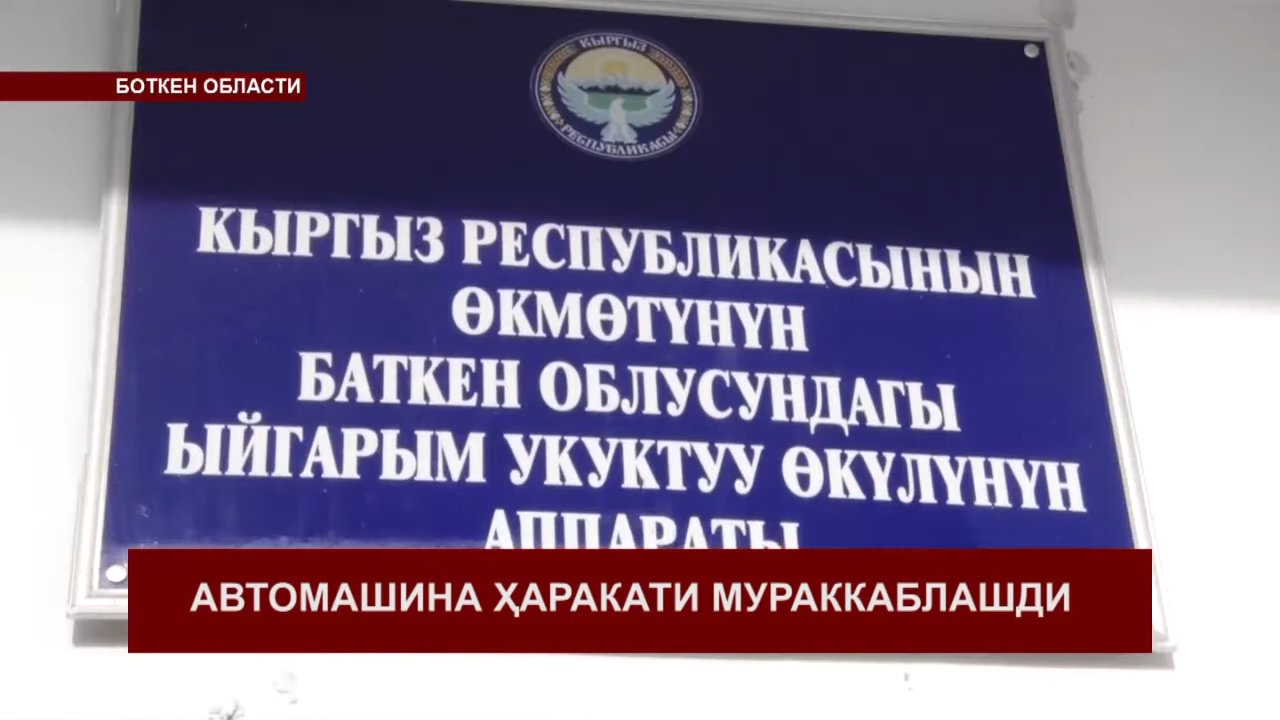 БОТКЕН ОБЛАСТИ
КЫРГЫЗ
РЕСПУБЛИКАСЫ
КЫРГЫЗ РЕСПУБЛИКАСЫНЫН
ӨКМӨТҮНҮН
БАТКЕН ОБЛУСУНДАГЫ
ЫЙГАРЫМ УКУКТУУ ӨКҮЛҮНҮН
АППАРАТЫ
АВТОМАШИНА ҲАРАКАТИ МУРАККАБЛАШДИ